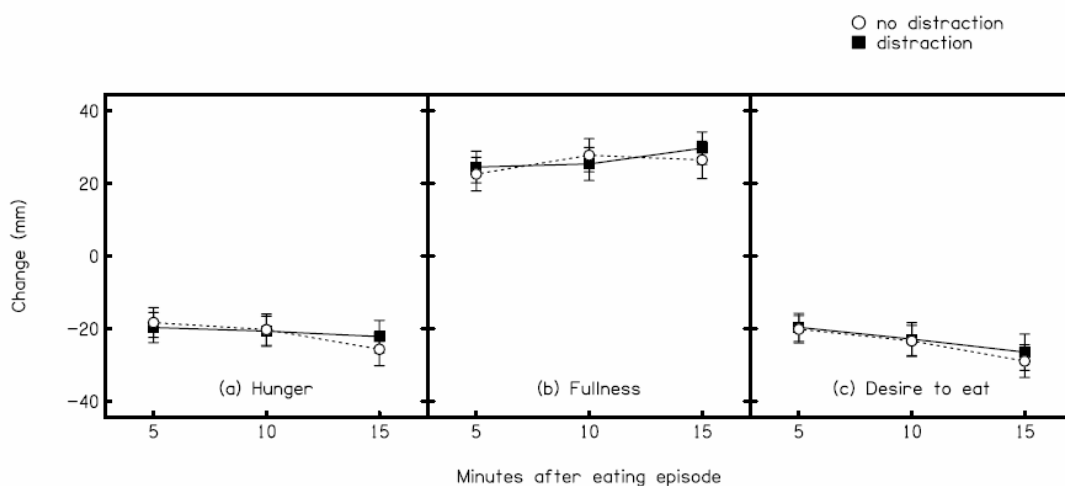 no distraction
distraction
Change (mm)
40
20
0
−20
−40
(a) Hunger
(b) Fullness
(c) Desire to eat
5 10 15 5 10 15 5 10 15
Minutes after eating episode